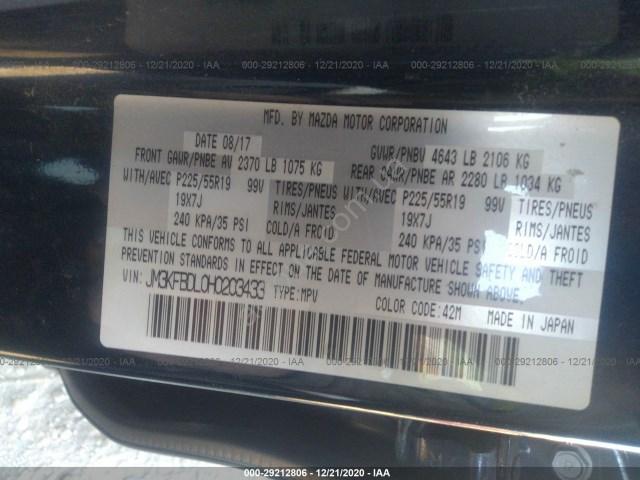 000-29212806 - 12/21/2020 - IAA
MFD. BY MAZDA MOTOR CORPORATION
DATE 08/17 GVWR/PNBV 4643 LB 2106 KG
FRONT GAWR/PNBE AV 2370 LB 1075 KG REAR GAWR/PNBE AR 2280 LB 1034 KG
WITH/AVEC P225/55R19 99V TIRES/PNEUS WITH/AVEC P225/55R19 99V TIRES/PNEUS
19X7J RIMS/JANTES 19X7J RIMS/JANTES
240 KPA/35 PSI COLD/A FROID 240 KPA/35 PSI COLD/A FROID
THIS VEHICLE CONFORMS TO ALL APPLICABLE FEDERAL MOTOR VEHICLE SAFETY AND THEFT
PREVENTION STANDARDS IN EFFECT ON THE DATE OF MANUFACTURE SHOWN ABOVE.
VIN: JM3KFBDL0H0203433 TYPE: MPV
COLOR CODE: 42M MADE IN JAPAN
000-29212806 - 12/21/2020 - IAA
000-29212806 - 12/21/2020 - IAA